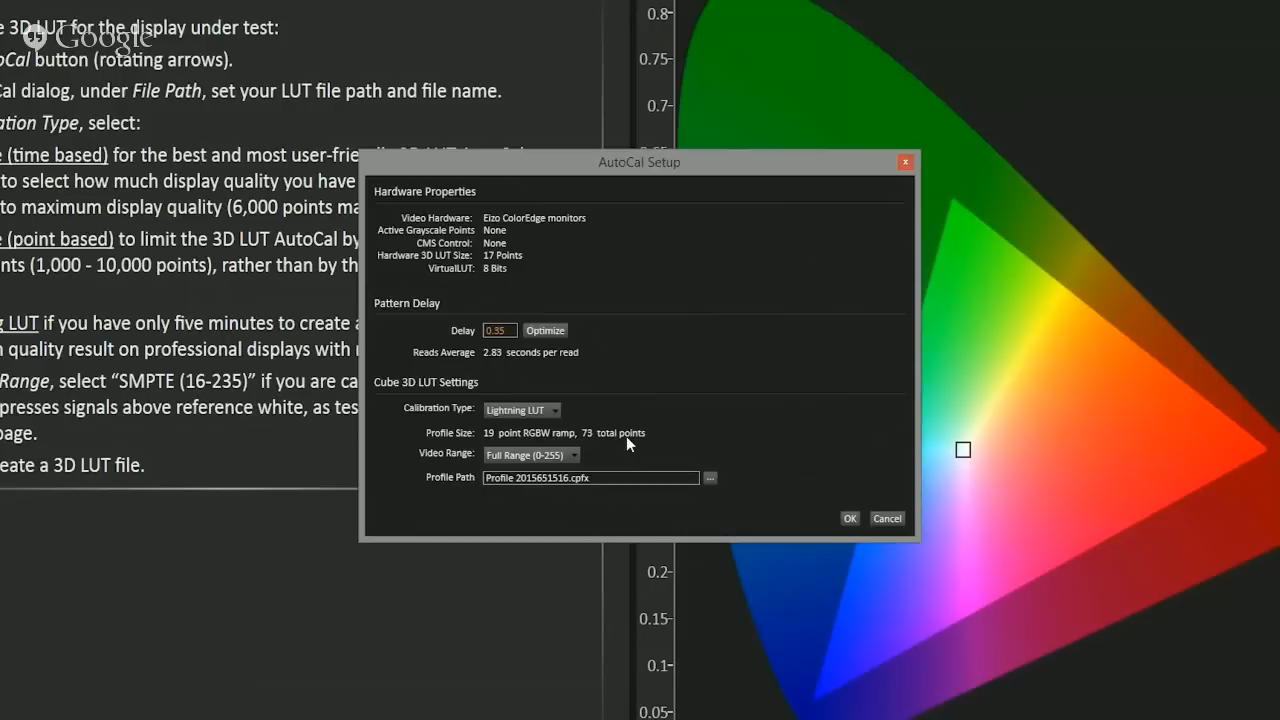 e 3D LUT for the display under test:
Google
oCal button (rotating arrows).
Cal dialog, under File Path, set your LUT file path and file name.
ation Type, select:
e (time based) for the best and most user-frie
to select how much display quality you have
to maximum display quality (6,000 points ma
e (point based) to limit the 3D LUT AutoCal by
nts (1,000 - 10,000 points), rather than by th
g LUT if you have only five minutes to create a
n quality result on professional displays with
Range, select “SMPTE (16-235)” if you are ca
presses signals above reference white, as tes
page.
eate a 3D LUT file.
AutoCal Setup
x
Hardware Properties
Video Hardware: Eizo ColorEdge monitors
Active Grayscale Points None
CMS Control: None
Hardware 3D LUT Size: 17 Points
VirtualLUT: 8 Bits
Pattern Delay
Delay 0.35 Optimize
Reads Average 2.83 seconds per read
Cube 3D LUT Settings
Calibration Type: Lightning LUT
Profile Size: 19 point RGBW ramp, 73 total points
Video Range: Full Range (0-255)
Profile Path Profile 2015651516.cpfx ...
OK Cancel
0.8
0.75
0.7
0.2
0.15
0.1
0.05